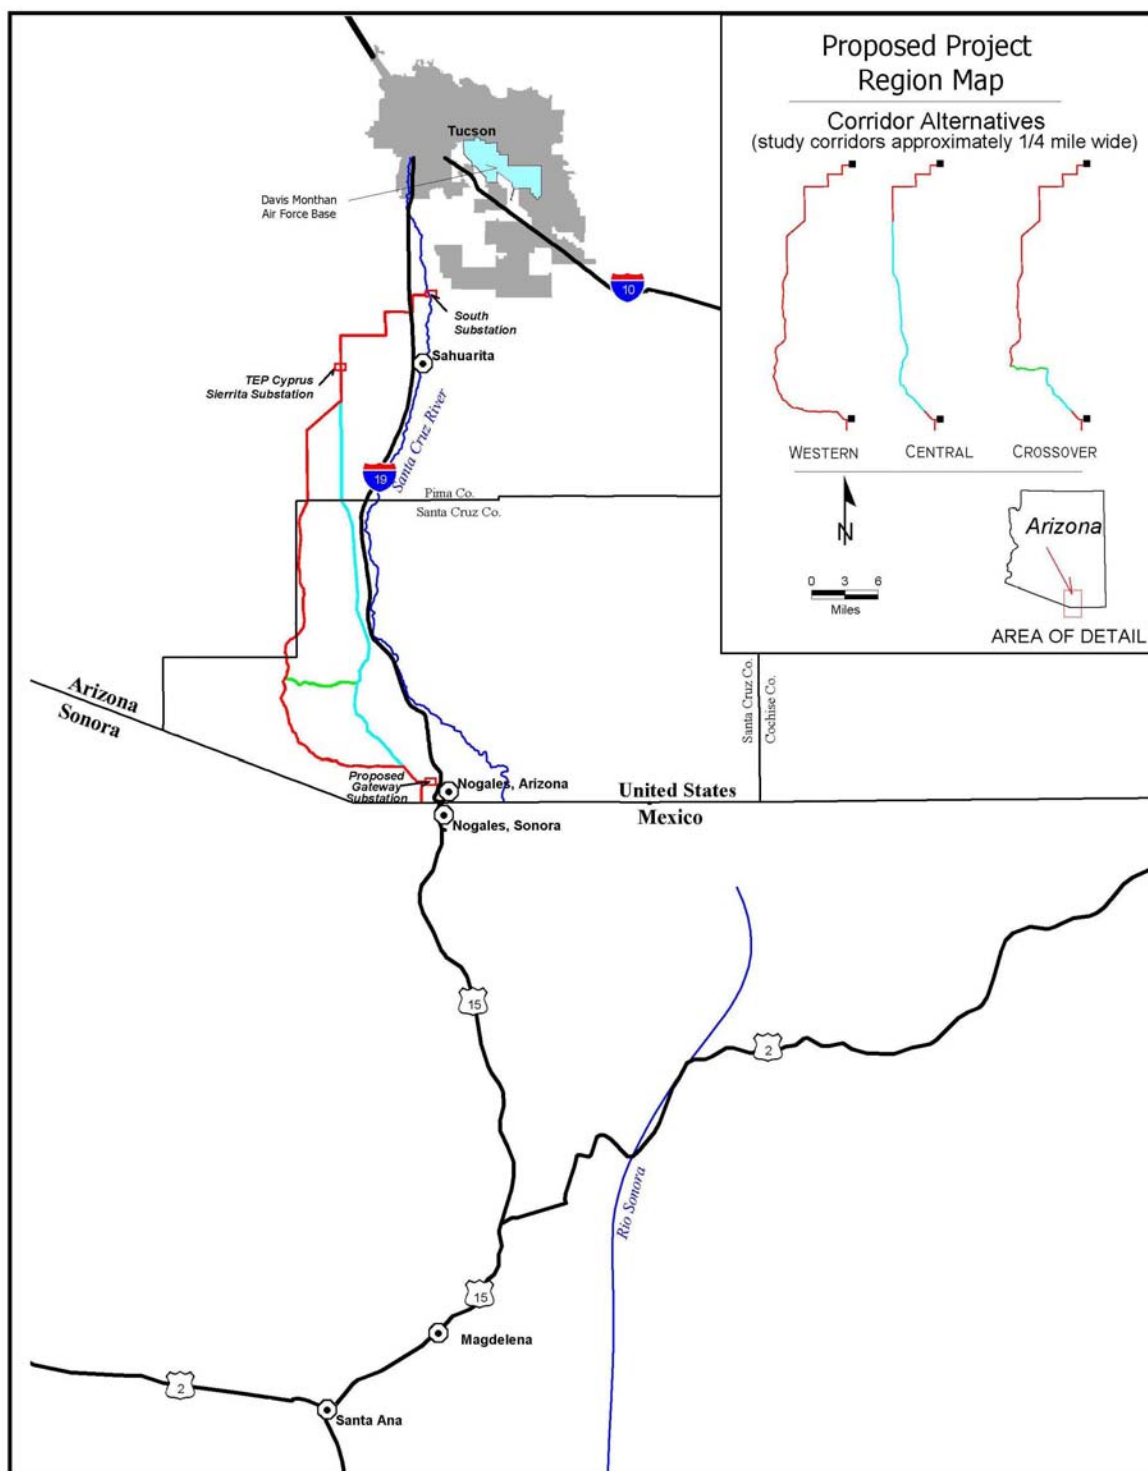 Proposed Project
Region Map
Corridor Alternatives
(study corridors approximately 1/4 mile wide)
WESTERN
CENTRAL
CROSSOVER
N
0 3 6
Miles
Arizona
AREA OF DETAIL
Tucson
Davis Monthan
Air Force Base
10
South
Substation
Sahuarita
TEP Cyprus
Sierrita Substation
Santa Cruz River
19
Pima Co.
Santa Cruz Co.
Santa Cruz Co.
Cochise Co.
Arizona
Sonora
Proposed
Gateway
Substation
Nogales, Arizona
United States
Mexico
Nogales, Sonora
15
2
Rio Sonora
15
Magdelena
2
Santa Ana